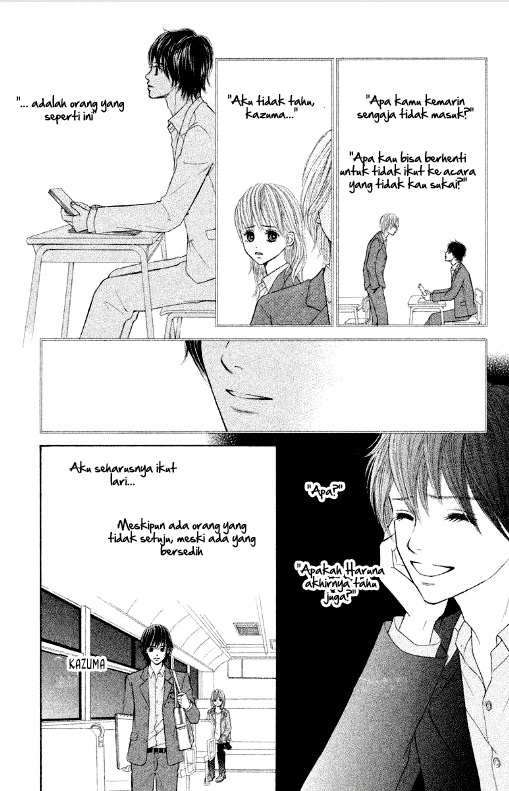 "Apa kamu kemarin
sengaja tidak masuk?"
"Apa kau bisa berhenti
untuk tidak ikut ke acara
yang tidak kau sukai?"
"Aku tidak tahu,
kazuma..."
"... adalah orang yang
seperti ini"
"Apa?"
"Apakah Haruna
akhirnya tahu
juga?"
Aku seharusnya ikut
lari...
Meskipun ada orang yang
tidak setuju, meski ada yang
bersedih
KAZUMA